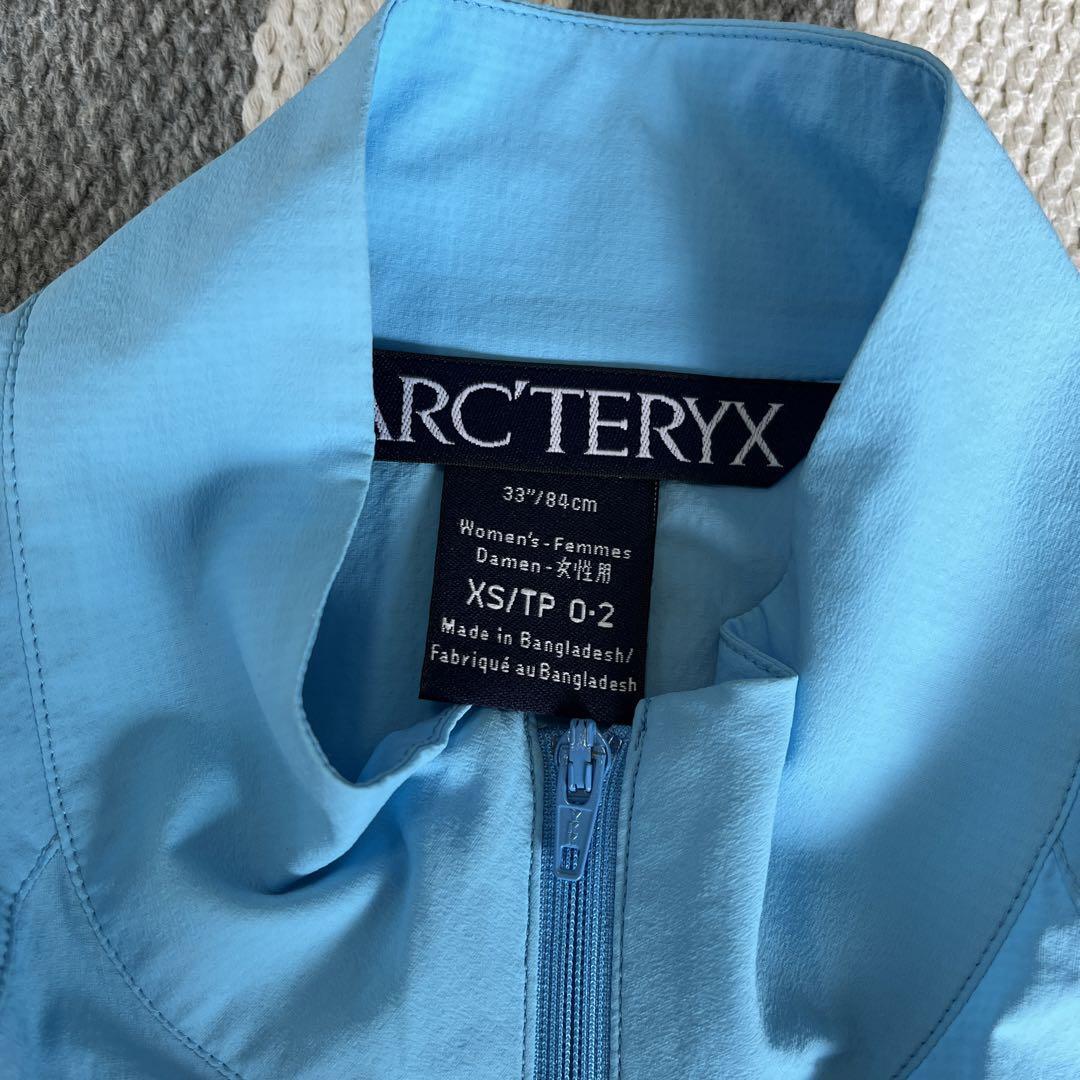 ARC'TERYX
33"/84cm
Women's-Femmes
Damen-女性用
XS/TP 0-2
Made in Bangladesh/
Fabriqué au Bangladesh
YKK